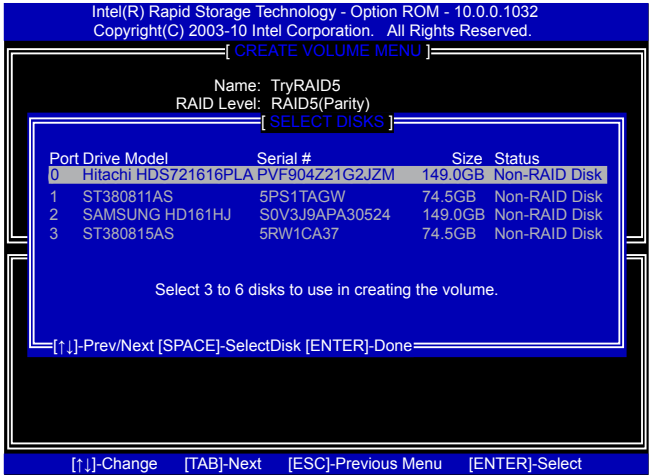 Intel(R) Rapid Storage Technology - Option ROM - 10.0.0.1032
Copyright(C) 2003-10 Intel Corporation. All Rights Reserved.
[ CREATE VOLUME MENU ]
Name: TryRAID5
RAID Level: RAID5(Parity)
[ SELECT DISKS ]
Port Drive Model Serial # Size Status
0 Hitachi HDS721616PLA PVF904Z21G2JZM 149.0GB Non-RAID Disk
1 ST380811AS 5PS1TAGW 74.5GB Non-RAID Disk
2 SAMSUNG HD161HJ S0V3J9APA30524 149.0GB Non-RAID Disk
3 ST380815AS 5RW1CA37 74.5GB Non-RAID Disk
Select 3 to 6 disks to use in creating the volume.
[↑↓]-Prev/Next [SPACE]-SelectDisk [ENTER]-Done
[↑↓]-Change [TAB]-Next [ESC]-Previous Menu [ENTER]-Select